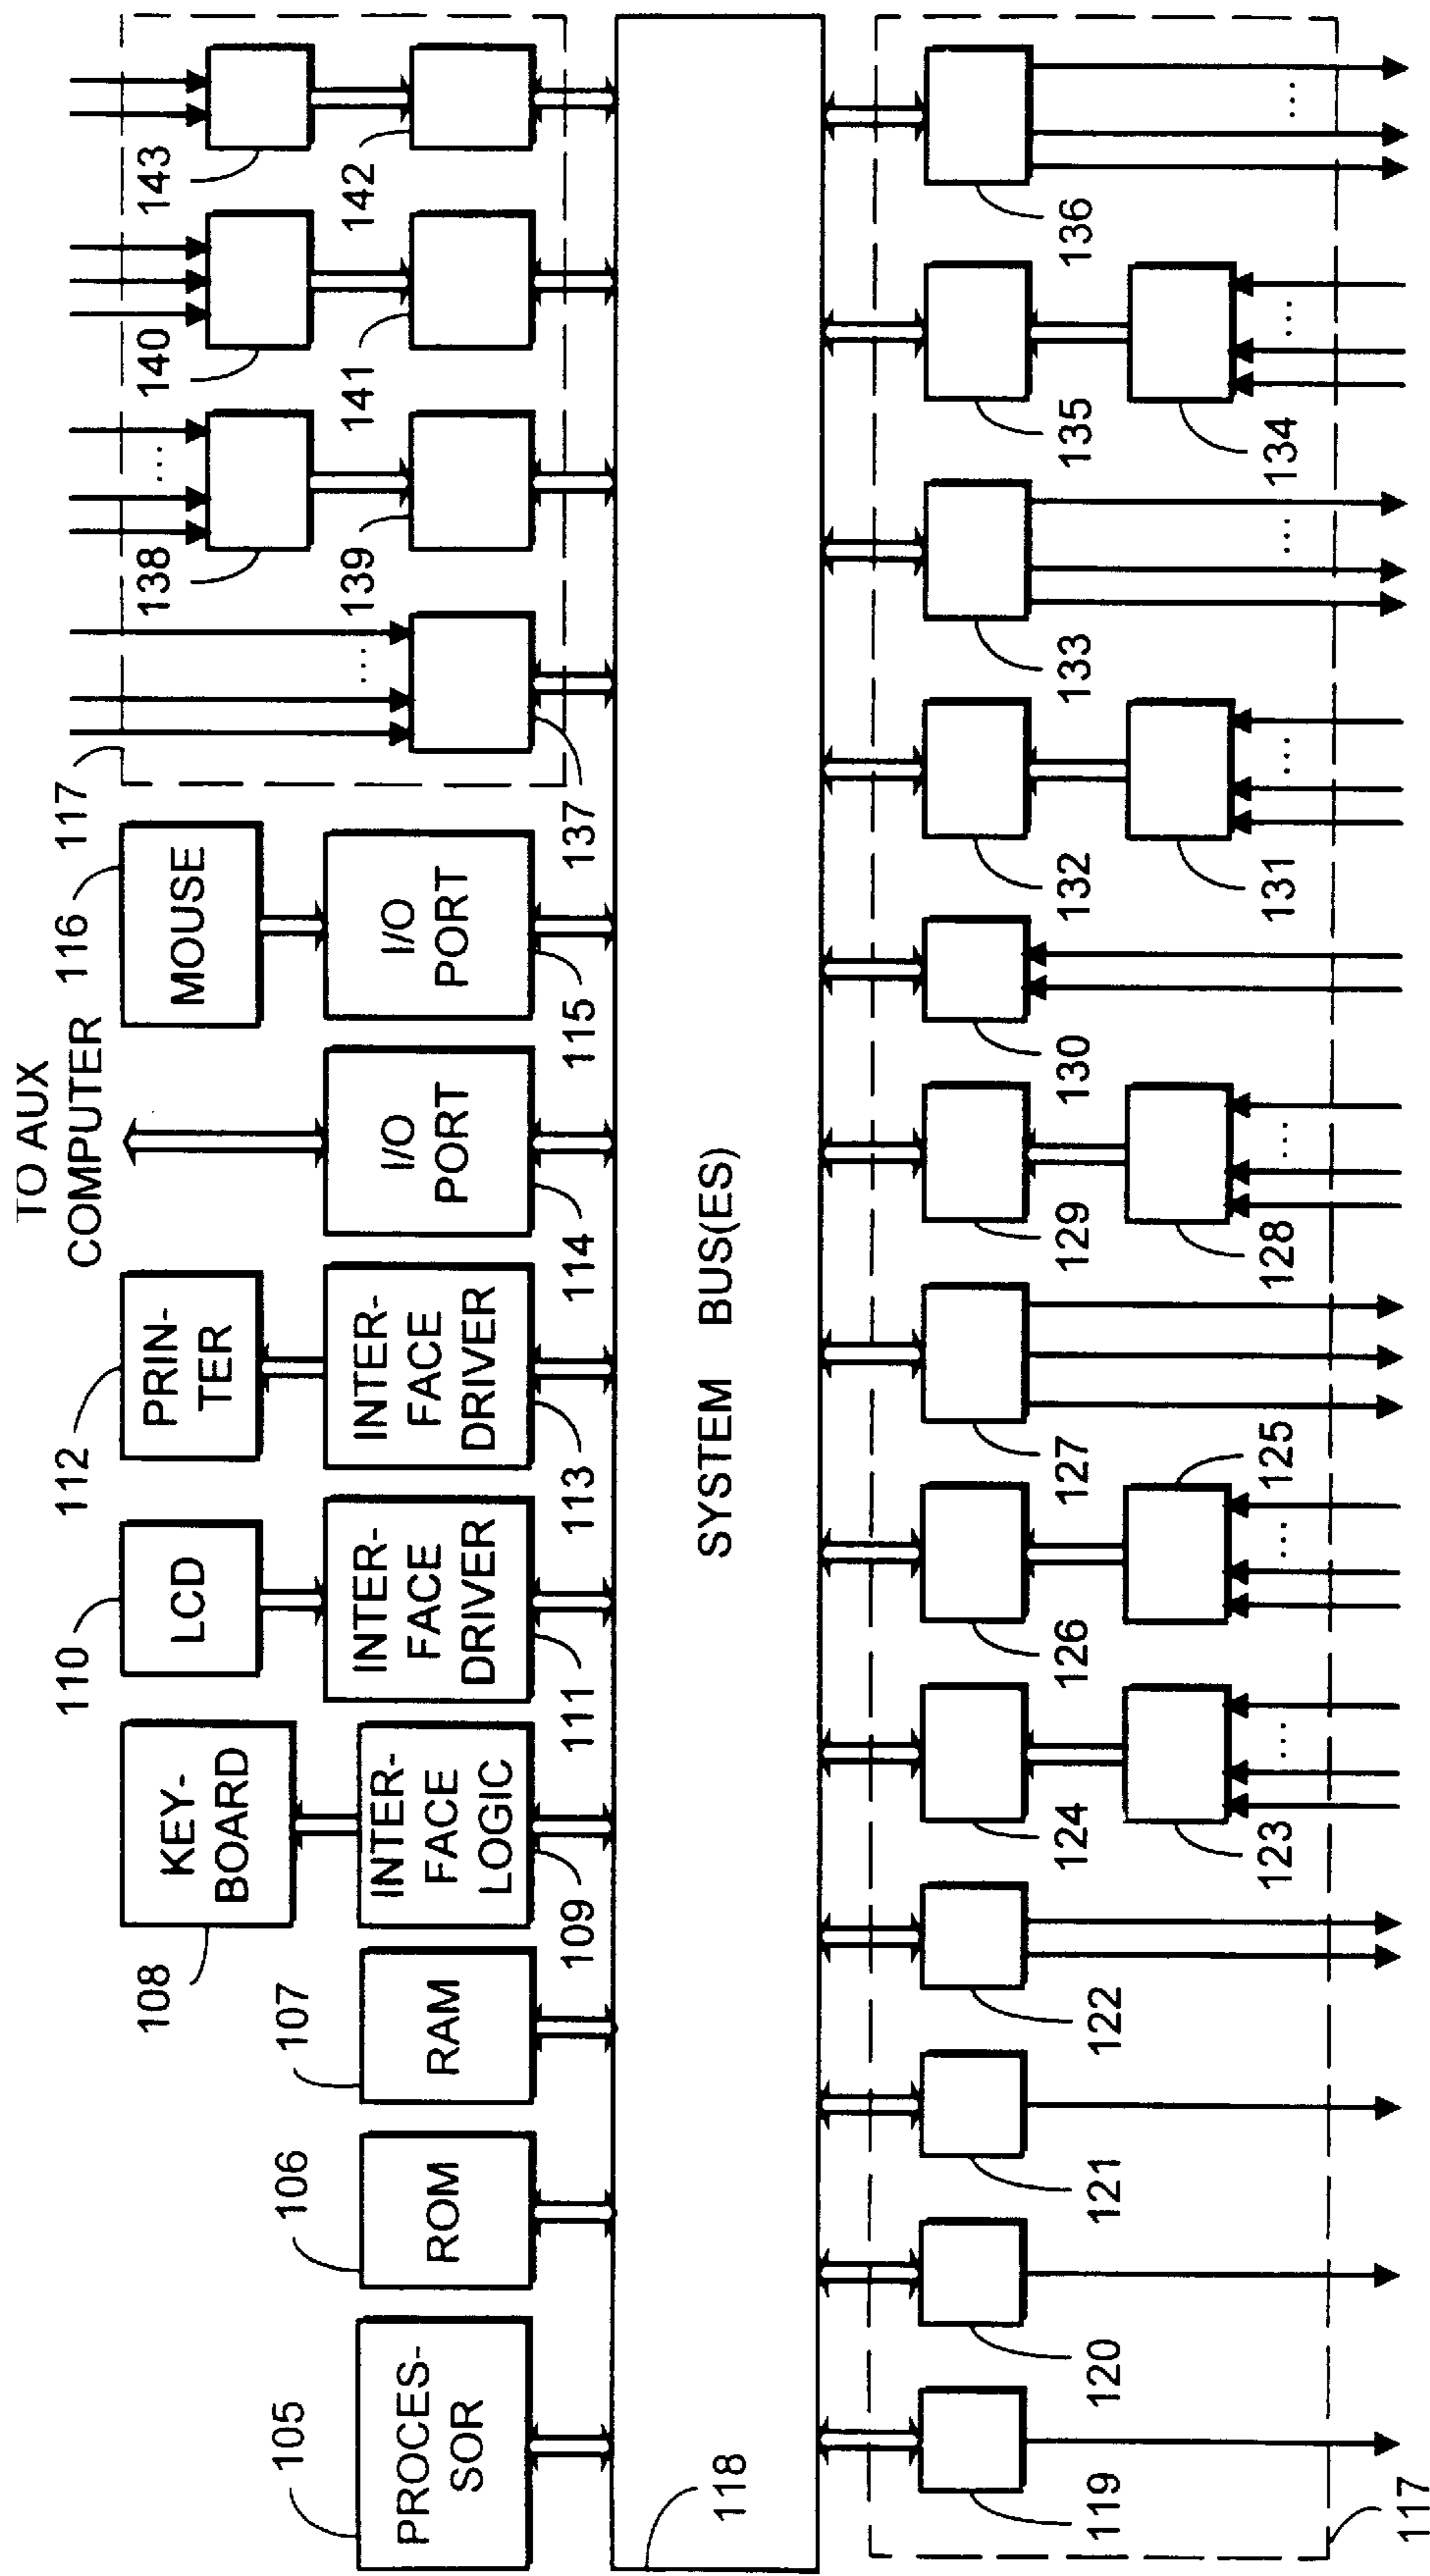 TO AUX
COMPUTER
105
PROCES-
SOR
106
ROM
107
RAM
108
KEY-
BOARD
INTER-
FACE
LOGIC
109
110
LCD
INTER-
FACE
DRIVER
111
112
PRIN-
TER
INTER-
FACE
DRIVER
113
I/O
PORT
114
116
MOUSE
I/O
PORT
115
117
137
138
139
140
141
143
142
...
...
118
SYSTEM BUS(ES)
119
120
121
122
124
123
...
126
125
...
127
129
128
...
130
132
131
...
133
...
135
134
...
136
...
117